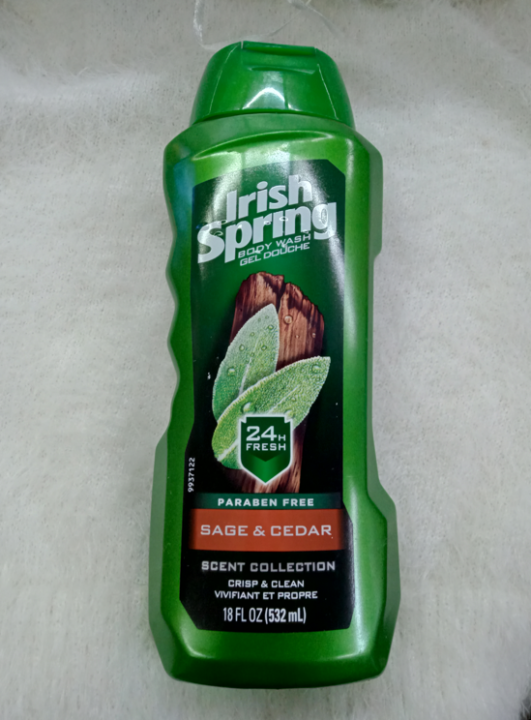 Irish
Spring
BODY WASH
GEL DOUCHE
24H
FRESH
9937122
PARABEN FREE
SAGE & CEDAR
SCENT COLLECTION
CRISP & CLEAN
VIVIFIANT ET PROPRE
18 FL OZ (532 mL)